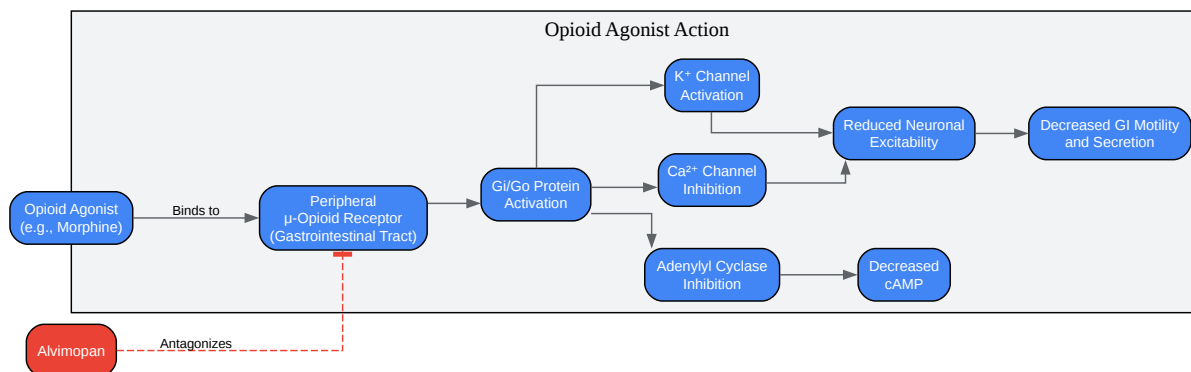 Opioid Agonist Action
K⁺ Channel
Activation
Reduced Neuronal
Excitability
Decreased GI Motility
and Secretion
Ca²⁺ Channel
Inhibition
Gi/Go Protein
Activation
Peripheral
μ-Opioid Receptor
(Gastrointestinal Tract)
Opioid Agonist
(e.g., Morphine)
Binds to
Adenylyl Cyclase
Inhibition
Decreased
cAMP
Alvimopan
Antagonizes